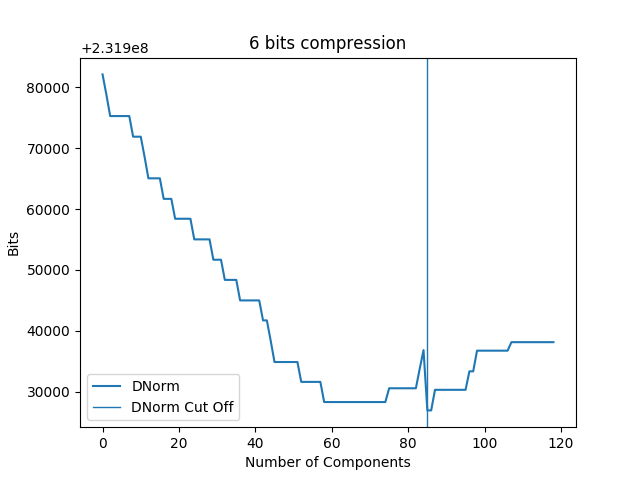 6 bits compression
+2.319e8
80000
70000
60000
50000
40000
30000
Bits
DNorm
DNorm Cut Off
0 20 40 60 80 100 120
Number of Components